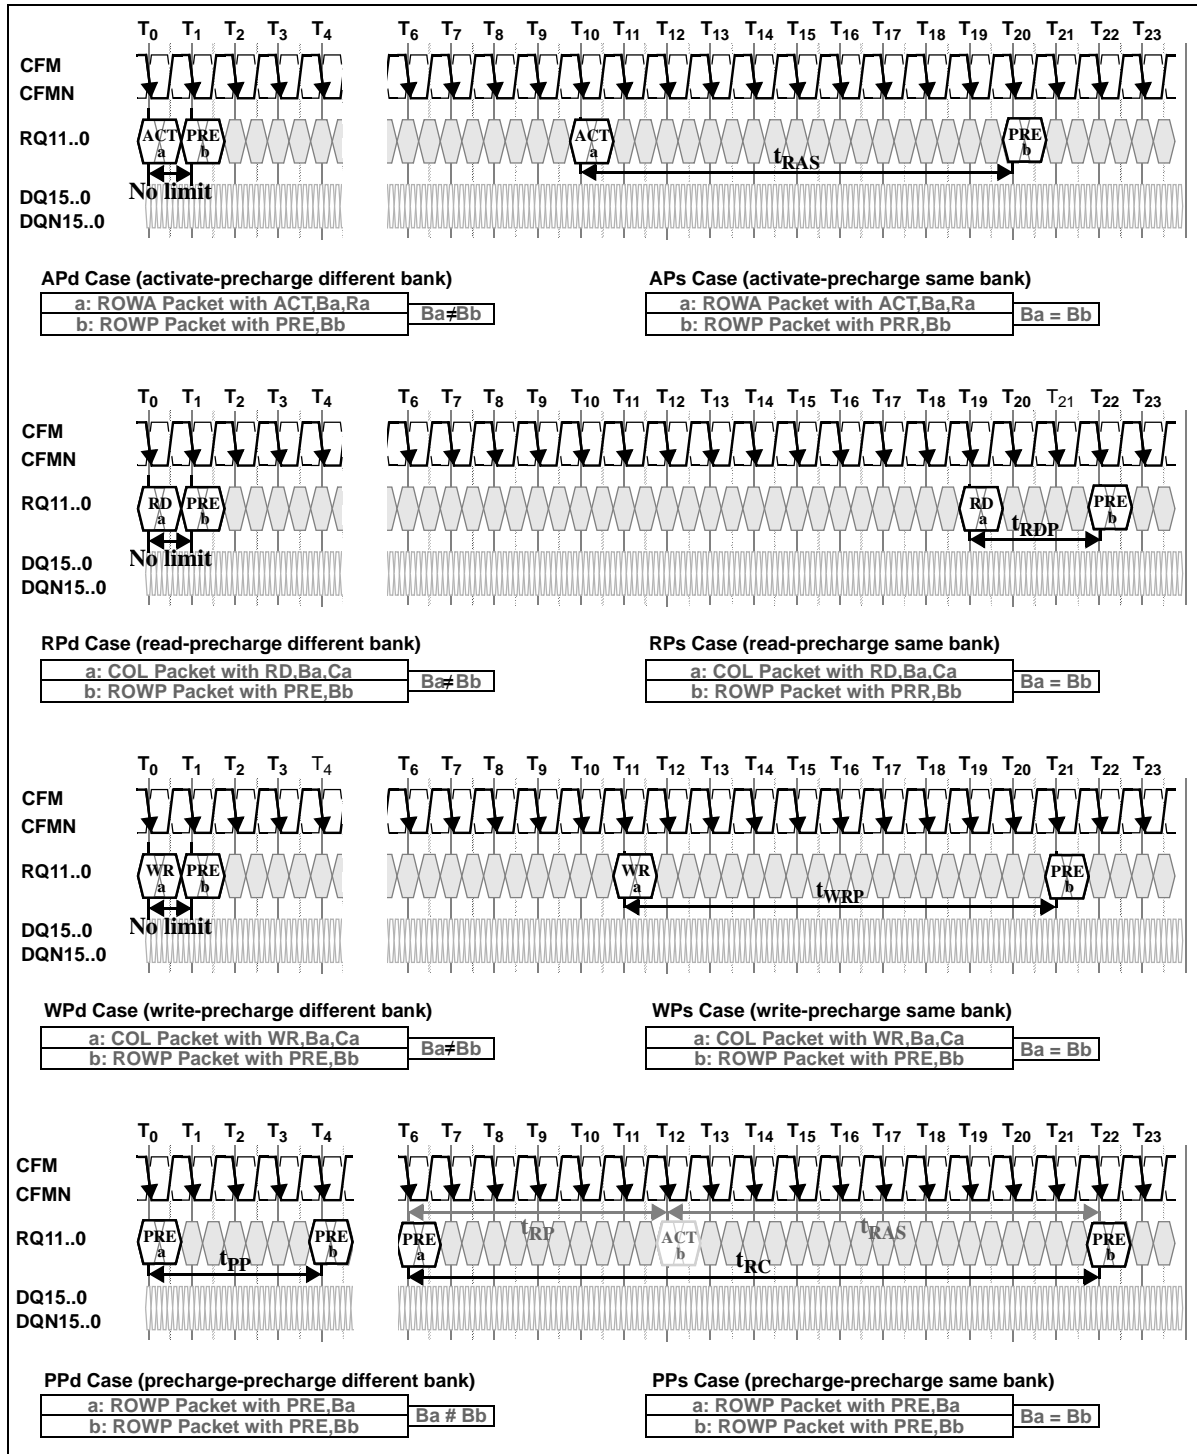 T0 T1 T2 T3 T4 T6 T7 T8 T9 T10 T11 T12 T13 T14 T15 T16 T17 T18 T19 T20 T21 T22 T23
CFM
CFMN
RQ11..0 ACT a PRE b ACT a PRE b
No limit tRAS
DQ15..0
DQN15..0
APd Case (activate-precharge different bank) APs Case (activate-precharge same bank)
a: ROWA Packet with ACT,Ba,Ra a: ROWA Packet with ACT,Ba,Ra
Ba≠Bb Ba = Bb
b: ROWP Packet with PRE,Bb b: ROWP Packet with PRR,Bb
T0 T1 T2 T3 T4 T6 T7 T8 T9 T10 T11 T12 T13 T14 T15 T16 T17 T18 T19 T20 T21 T22 T23
CFM
CFMN
RQ11..0 RD a PRE b RD a PRE b
No limit tRDP
DQ15..0
DQN15..0
RPd Case (read-precharge different bank) RPs Case (read-precharge same bank)
a: COL Packet with RD,Ba,Ca a: COL Packet with RD,Ba,Ca
Ba≠Bb Ba = Bb
b: ROWP Packet with PRE,Bb b: ROWP Packet with PRR,Bb
T0 T1 T2 T3 T4 T6 T7 T8 T9 T10 T11 T12 T13 T14 T15 T16 T17 T18 T19 T20 T21 T22 T23
CFM
CFMN
RQ11..0 WR a PRE b WR a PRE b
No limit tWRP
DQ15..0
DQN15..0
WPd Case (write-precharge different bank) WPs Case (write-precharge same bank)
a: COL Packet with WR,Ba,Ca a: COL Packet with WR,Ba,Ca
Ba≠Bb Ba = Bb
b: ROWP Packet with PRE,Bb b: ROWP Packet with PRE,Bb
T0 T1 T2 T3 T4 T6 T7 T8 T9 T10 T11 T12 T13 T14 T15 T16 T17 T18 T19 T20 T21 T22 T23
CFM
CFMN
tRP tRAS
RQ11..0 PRE a PRE b PRE a ACT b PRE b
tPP tRC
DQ15..0
DQN15..0
PPd Case (precharge-precharge different bank) PPs Case (precharge-precharge same bank)
a: ROWP Packet with PRE,Ba a: ROWP Packet with PRE,Ba
Ba # Bb Ba = Bb
b: ROWP Packet with PRE,Bb b: ROWP Packet with PRE,Bb